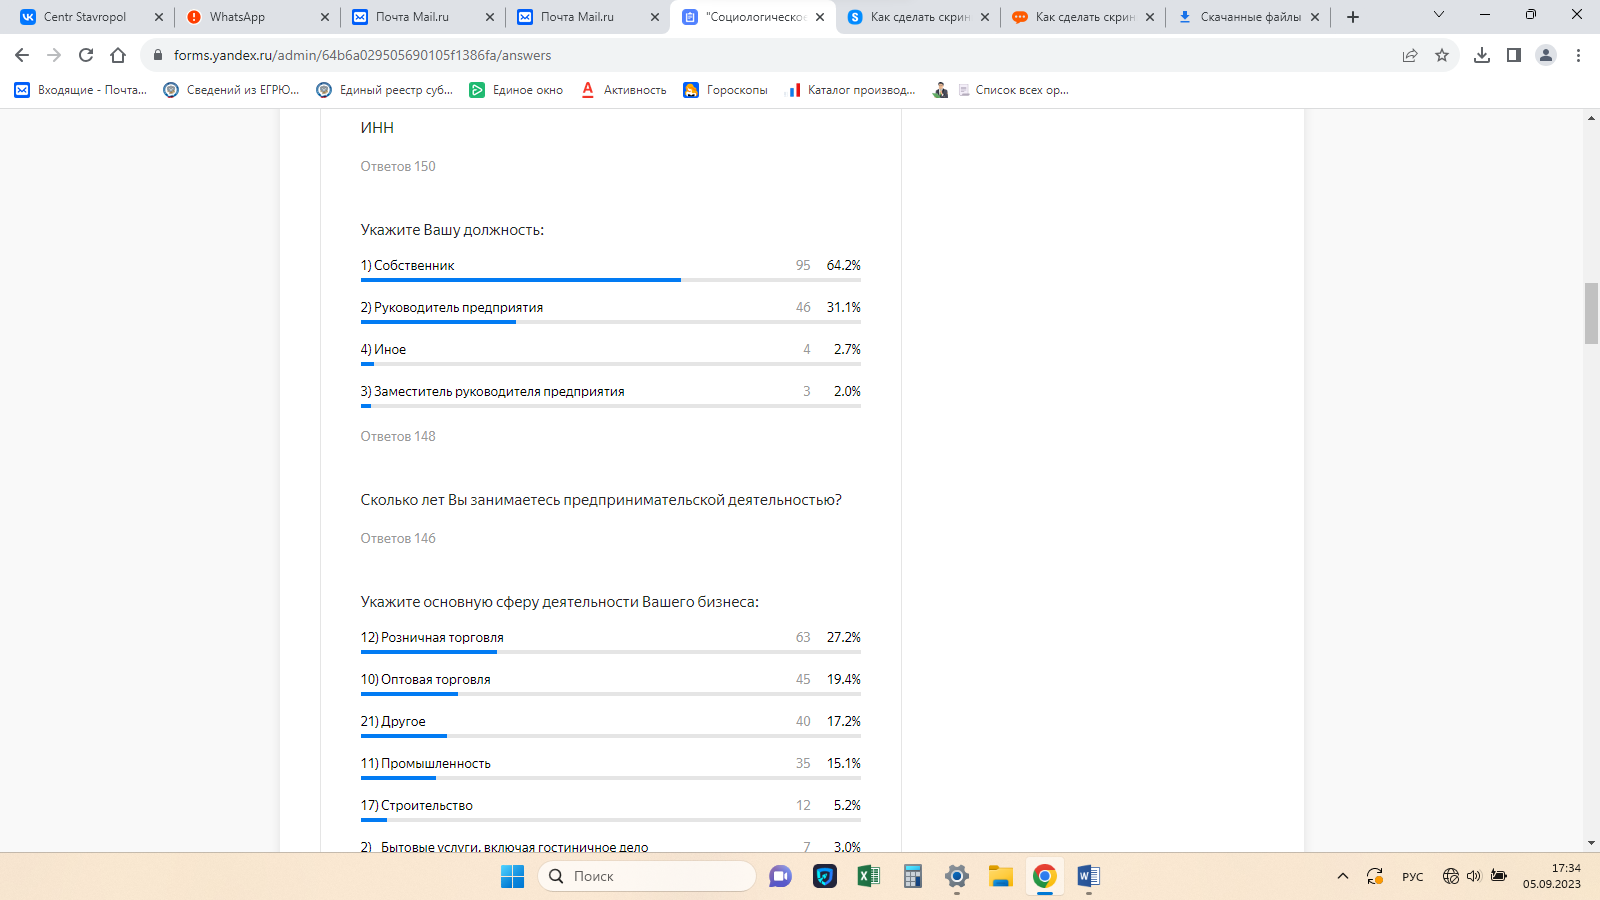 Centr Stavropol
WhatsApp
Почта Mail.ru
Почта Mail.ru
"Социологическое
Как сделать скрин
Как сделать скрин
Скачанные файлы
forms.yandex.ru/admin/64b6a029505690105f1386fa/answers
Входящие - Почта...
Сведений из ЕГРЮ...
Единый реестр суб...
Единое окно
Активность
Гороскопы
Каталог производ...
Список всех ор...
ИНН
Ответов 150
Укажите Вашу должность:
1) Собственник 95 64.2%
2) Руководитель предприятия 46 31.1%
4) Иное 4 2.7%
3) Заместитель руководителя предприятия 3 2.0%
Ответов 148
Сколько лет Вы занимаетесь предпринимательской деятельностью?
Ответов 146
Укажите основную сферу деятельности Вашего бизнеса:
12) Розничная торговля 63 27.2%
10) Оптовая торговля 45 19.4%
21) Другое 40 17.2%
11) Промышленность 35 15.1%
17) Строительство 12 5.2%
2) Бытовые услуги, включая гостиничное дело 7 3.0%
Поиск
РУС
17:34
05.09.2023